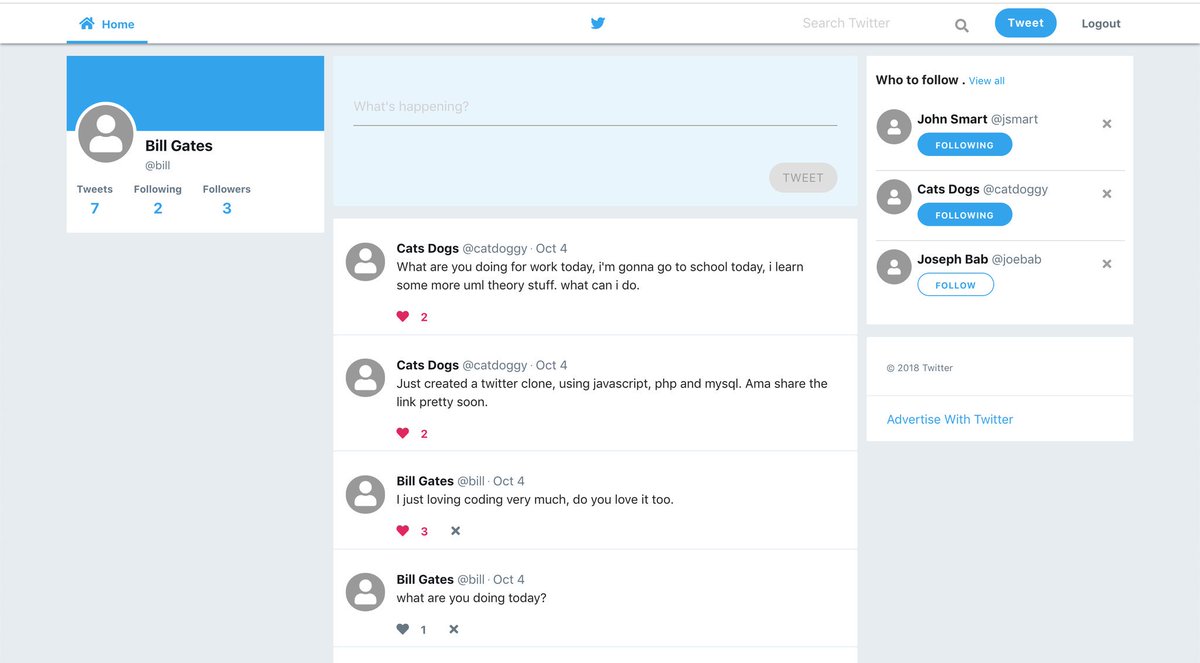 Home
Search Twitter
Tweet
Logout
Bill Gates
@bill
Tweets Following Followers
7 2 3
What's happening?
TWEET
Cats Dogs @catdoggy · Oct 4
What are you doing for work today, i'm gonna go to school today, i learn
some more uml theory stuff. what can i do.
2
Cats Dogs @catdoggy · Oct 4
Just created a twitter clone, using javascript, php and mysql. Ama share the
link pretty soon.
2
Bill Gates @bill · Oct 4
I just loving coding very much, do you love it too.
3
Bill Gates @bill · Oct 4
what are you doing today?
1
Who to follow . View all
John Smart @jsmart
FOLLOWING
Cats Dogs @catdoggy
FOLLOWING
Joseph Bab @joebab
FOLLOW
© 2018 Twitter
Advertise With Twitter